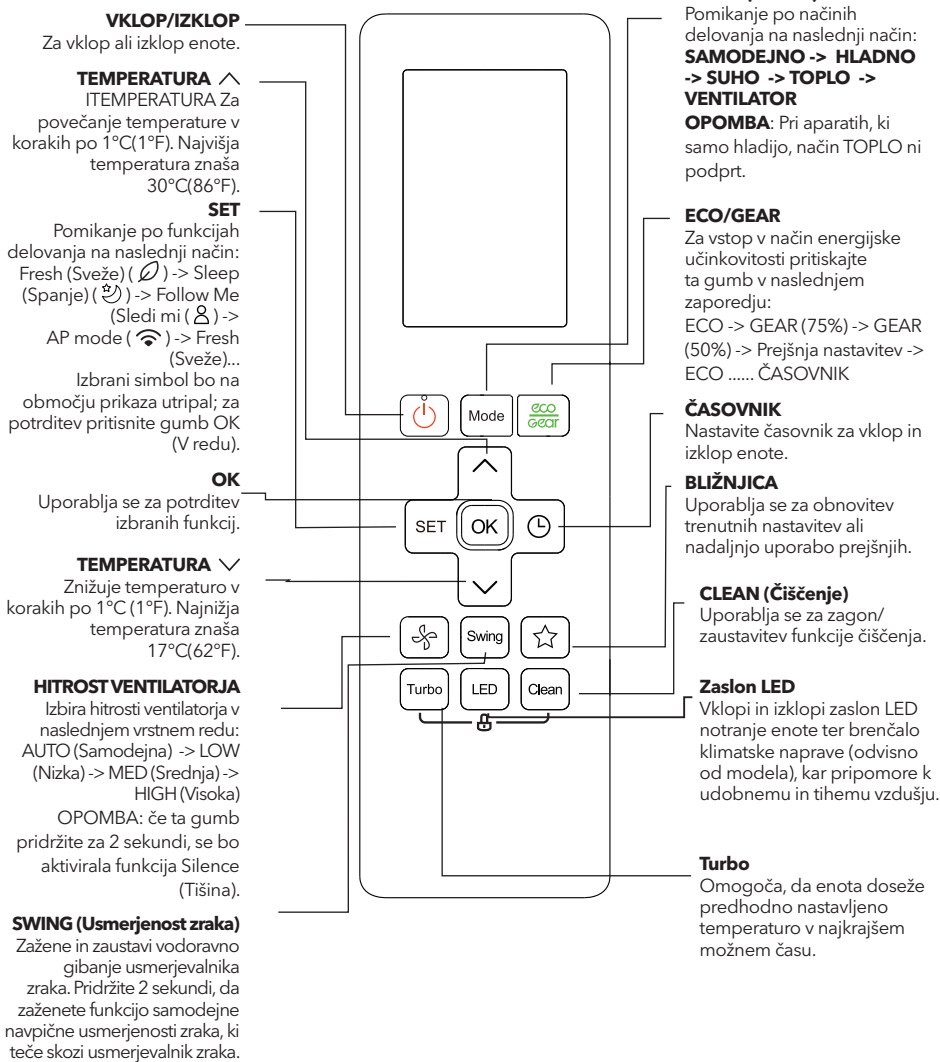 VKLOP/IZKLOP
Za vklop ali izklop enote.
TEMPERATURA
ITEMPERATURA Za
povečanje temperature v
korakih po 1°C(1°F). Najvišja
temperatura znaša
30°C(86°F).
SET
Pomikanje po funkcijah
delovanja na naslednji način:
Fresh (Sveže) ( ) -> Sleep
(Spanje) ( ) -> Follow Me
(Sledi mi ( ) ->
AP mode ( ) -> Fresh
(Sveže)...
Izbrani simbol bo na
območju prikaza utripal; za
potrditev pritisnite gumb OK
(V redu).
OK
Uporablja se za potrditev
izbranih funkcij.
TEMPERATURA
Znižuje temperaturo v
korakih po 1°C (1°F). Najnižja
temperatura znaša
17°C(62°F).
HITROST VENTILATORJA
Izbira hitrosti ventilatorja v
naslednjem vrstnem redu:
AUTO (Samodejna) -> LOW
(Nizka) -> MED (Srednja) ->
HIGH (Visoka)
OPOMBA: če ta gumb
pridržite za 2 sekundi, se bo
aktivirala funkcija Silence
(Tišina).
SWING (Usmerjenost zraka)
Zažene in zaustavi vodoravno
gibanje usmerjevalnika
zraka. Pridržite 2 sekundi, da
zaženete funkcijo samodejne
navpične usmerjenosti zraka, ki
teče skozi usmerjevalnik zraka.
Mode
eco
Gear
SET
OK
Swing
Turbo
LED
Clean
Pomikanje po načinih
delovanja na naslednji način:
SAMODEJNO -> HLADNO
-> SUHO -> TOPLO ->
VENTILATOR
OPOMBA: Pri aparatih, ki
samo hladijo, način TOPLO ni
podprt.
ECO/GEAR
Za vstop v način energijske
učinkovitosti pritiskajte
ta gumb v naslednjem
zaporedju:
ECO -> GEAR (75%) -> GEAR
(50%) -> Prejšnja nastavitev ->
ECO ...... ČASOVNIK
ČASOVNIK
Nastavite časovnik za vklop in
izklop enote.
BLIŽNJICA
Uporablja se za obnovitev
trenutnih nastavitev ali
nadaljnjo uporabo prejšnjih.
CLEAN (Čiščenje)
Uporablja se za zagon/
zaustavitev funkcije čiščenja.
Zaslon LED
Vklopi in izklopi zaslon LED
notranje enote ter brenčalo
klimatske naprave (odvisno
od modela), kar pripomore k
udobnemu in tihemu vzdušju.
Turbo
Omogoča, da enota doseže
predhodno nastavljeno
temperaturo v najkrajšem
možnem času.